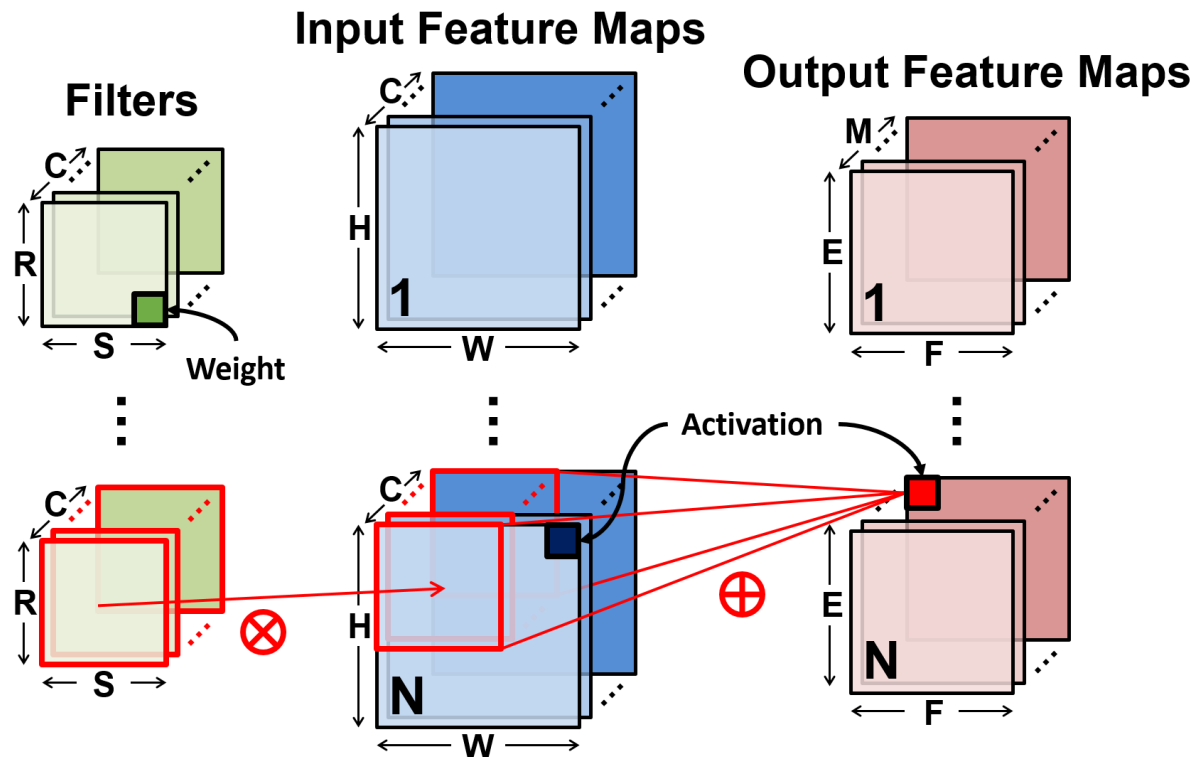 Input Feature Maps
Output Feature Maps
Filters
C
R
S
Weight
C
H
1
W
M
E
1
F
Activation
C
R
S
C
H
N
W
E
N
F